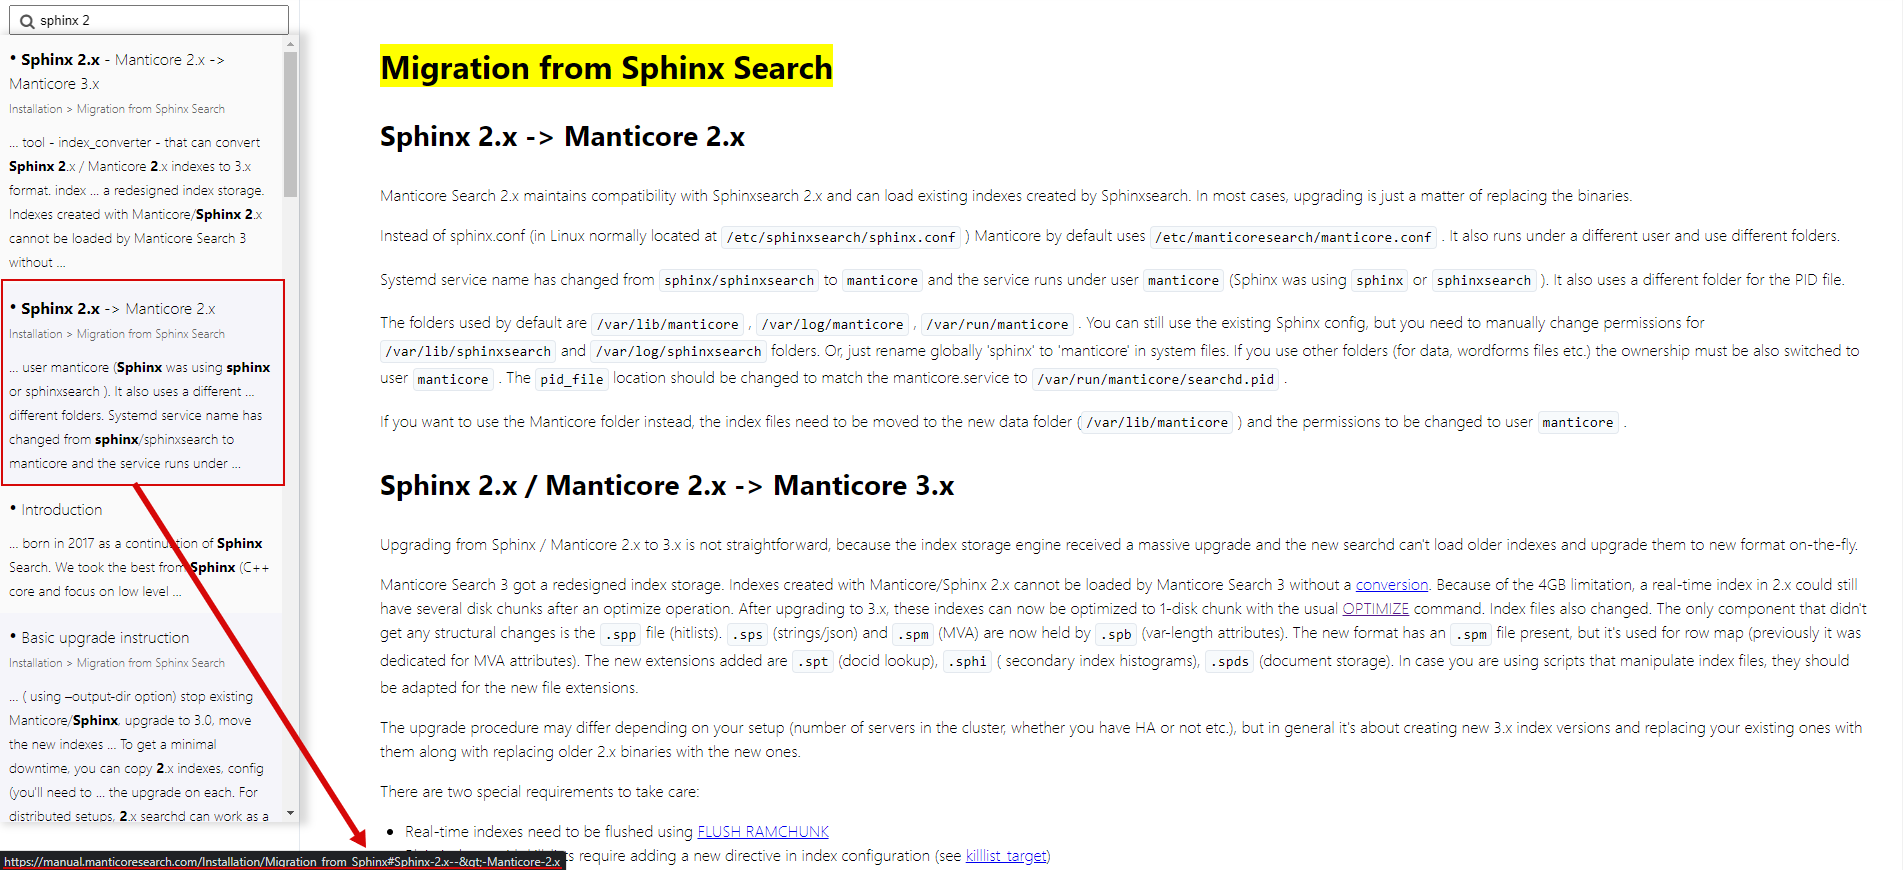 sphinx 2
• Sphinx 2.x - Manticore 2.x ->
Manticore 3.x
Installation > Migration from Sphinx Search
... tool - index_converter - that can convert
Sphinx 2.x / Manticore 2.x indexes to 3.x
format. index ... a redesigned index storage.
Indexes created with Manticore/Sphinx 2.x
cannot be loaded by Manticore Search 3
without ...
• Sphinx 2.x -> Manticore 2.x
Installation > Migration from Sphinx Search
... user manticore (Sphinx was using sphinx
or sphinxsearch ). It also uses a different ...
different folders. Systemd service name has
changed from sphinx/sphinxsearch to
manticore and the service runs under ...
• Introduction
... born in 2017 as a continuation of Sphinx
Search. We took the best from Sphinx (C++
core and focus on low level ...
• Basic upgrade instruction
Installation > Migration from Sphinx Search
... ( using –output-dir option) stop existing
Manticore/Sphinx, upgrade to 3.0, move
the new indexes ... To get a minimal
downtime, you can copy 2.x indexes, config
(you'll need to ... the upgrade on each. For
distributed setups, 2.x searchd can work as a
Migration from Sphinx Search
Sphinx 2.x -> Manticore 2.x
Manticore Search 2.x maintains compatibility with Sphinxsearch 2.x and can load existing indexes created by Sphinxsearch. In most cases, upgrading is just a matter of replacing the binaries.
Instead of sphinx.conf (in Linux normally located at /etc/sphinxsearch/sphinx.conf ) Manticore by default uses /etc/manticoresearch/manticore.conf . It also runs under a different user and use different folders.
Systemd service name has changed from sphinx/sphinxsearch to manticore and the service runs under user manticore (Sphinx was using sphinx or sphinxsearch ). It also uses a different folder for the PID file.
The folders used by default are /var/lib/manticore , /var/log/manticore , /var/run/manticore . You can still use the existing Sphinx config, but you need to manually change permissions for
/var/lib/sphinxsearch and /var/log/sphinxsearch folders. Or, just rename globally 'sphinx' to 'manticore' in system files. If you use other folders (for data, wordforms files etc.) the ownership must be also switched to
user manticore . The pid_file location should be changed to match the manticore.service to /var/run/manticore/searchd.pid .
If you want to use the Manticore folder instead, the index files need to be moved to the new data folder ( /var/lib/manticore ) and the permissions to be changed to user manticore .
Sphinx 2.x / Manticore 2.x -> Manticore 3.x
Upgrading from Sphinx / Manticore 2.x to 3.x is not straightforward, because the index storage engine received a massive upgrade and the new searchd can't load older indexes and upgrade them to new format on-the-fly.
Manticore Search 3 got a redesigned index storage. Indexes created with Manticore/Sphinx 2.x cannot be loaded by Manticore Search 3 without a conversion. Because of the 4GB limitation, a real-time index in 2.x could still
have several disk chunks after an optimize operation. After upgrading to 3.x, these indexes can now be optimized to 1-disk chunk with the usual OPTIMIZE command. Index files also changed. The only component that didn't
get any structural changes is the .spp file (hitlists). .sps (strings/json) and .spm (MVA) are now held by .spb (var-length attributes). The new format has an .spm file present, but it's used for row map (previously it was
dedicated for MVA attributes). The new extensions added are .spt (docid lookup), .sphi ( secondary index histograms), .spds (document storage). In case you are using scripts that manipulate index files, they should
be adapted for the new file extensions.
The upgrade procedure may differ depending on your setup (number of servers in the cluster, whether you have HA or not etc.), but in general it's about creating new 3.x index versions and replacing your existing ones with
them along with replacing older 2.x binaries with the new ones.
There are two special requirements to take care:
• Real-time indexes need to be flushed using FLUSH RAMCHUNK
require adding a new directive in index configuration (see killlist_target)
https://manual.manticoresearch.com/Installation/Migration_from_Sphinx#Sphinx-2.x--&gt;-Manticore-2.x